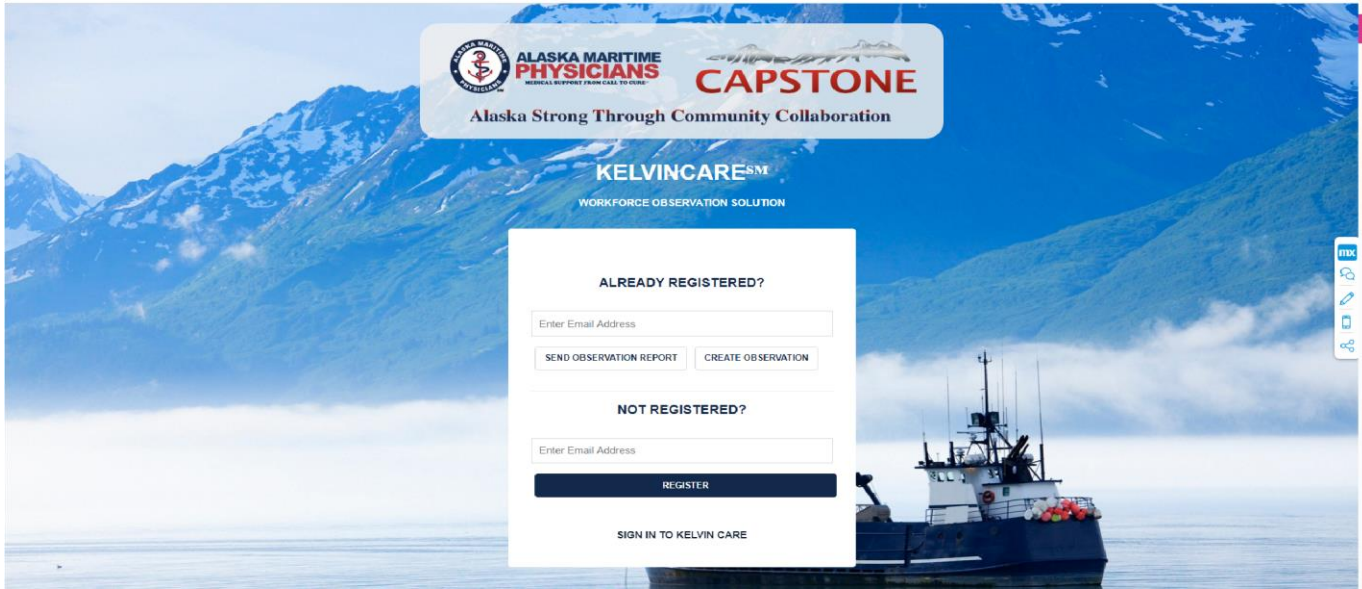 ALASKA MARITIME
PHYSICIANS
MEDICAL SUPPORT FROM CALL TO CURE
CAPSTONE
Alaska Strong Through Community Collaboration
KELVINCARE℠
WORKFORCE OBSERVATION SOLUTION
ALREADY REGISTERED?
Enter Email Address
SEND OBSERVATION REPORT CREATE OBSERVATION
NOT REGISTERED?
Enter Email Address
REGISTER
SIGN IN TO KELVIN CARE
mx